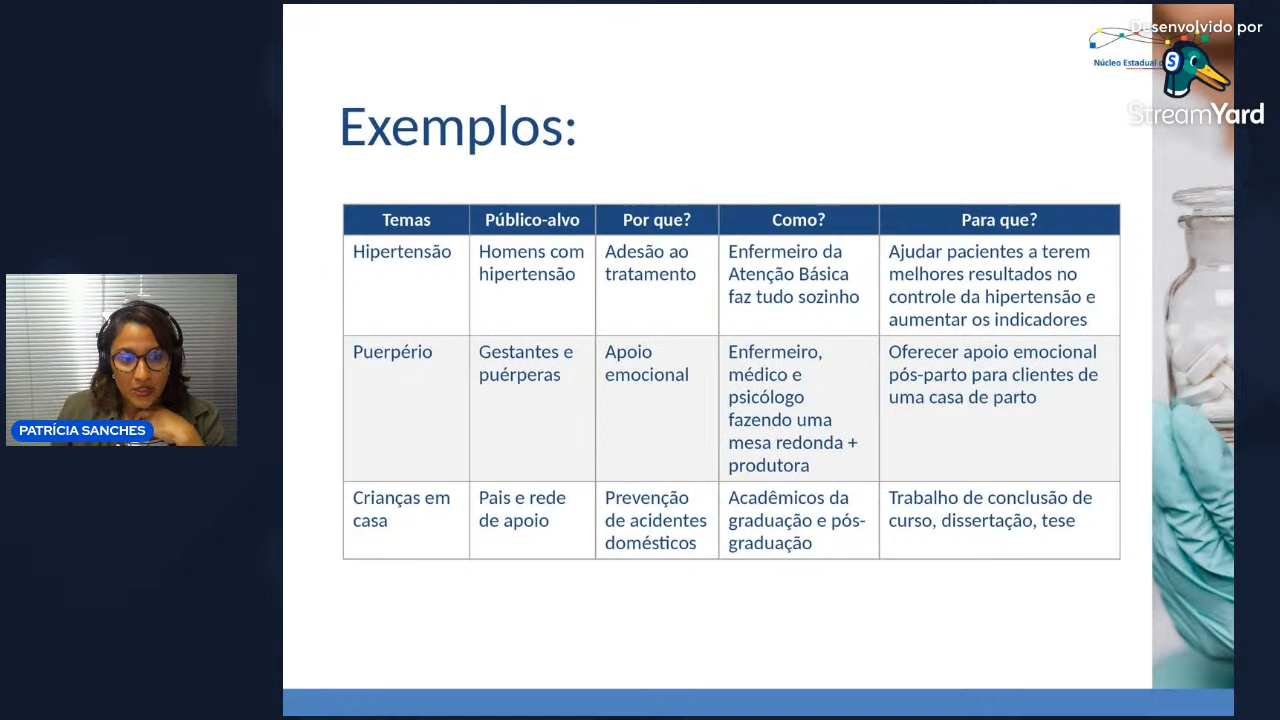 Desenvolvido por
StreamYard
Núcleo Estadual
Exemplos:
Temas Público-alvo Por que? Como? Para que?
Hipertensão
Homens com
hipertensão
Adesão ao
tratamento
Enfermeiro da
Atenção Básica
faz tudo sozinho
Ajudar pacientes a terem
melhores resultados no
controle da hipertensão e
aumentar os indicadores
Puerpério
Gestantes e
puérperas
Apoio
emocional
Enfermeiro,
médico e
psicólogo
fazendo uma
mesa redonda +
produtora
Oferecer apoio emocional
pós-parto para clientes de
uma casa de parto
Crianças em
casa
Pais e rede
de apoio
Prevenção
de acidentes
domésticos
Acadêmicos da
graduação e pós-
graduação
Trabalho de conclusão de
curso, dissertação, tese
PATRÍCIA SANCHES